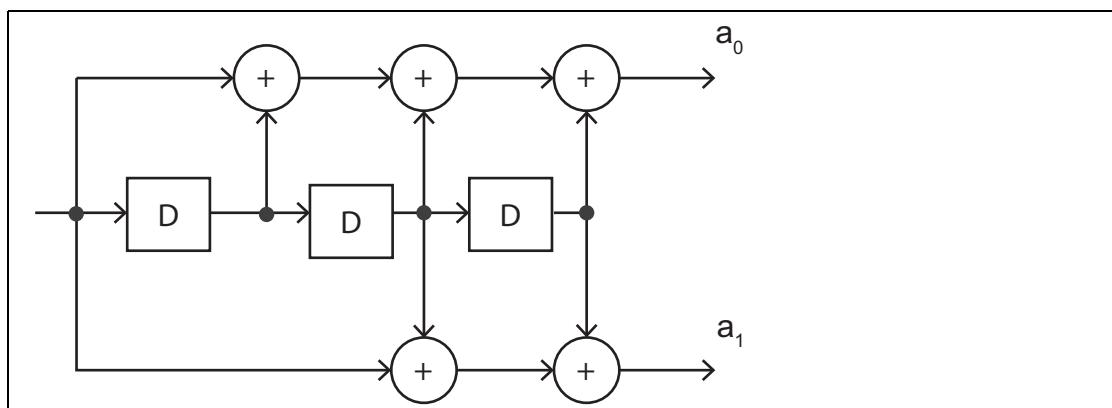 a₀
+ + +
D D D
a₁
+ +